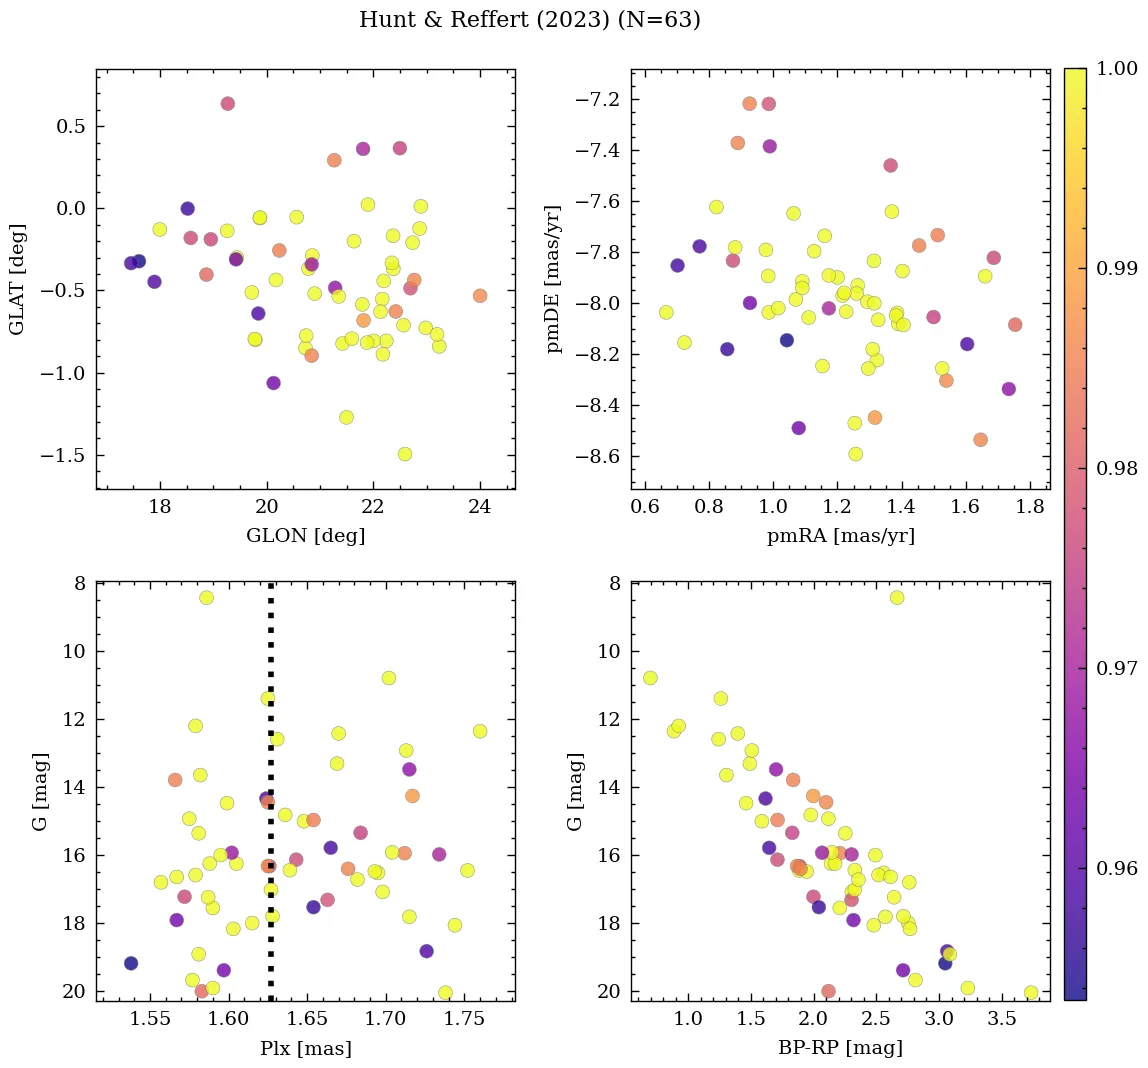 Hunt & Reffert (2023) (N=63)
0.5
0.0
−0.5
−1.0
−1.5
GLAT [deg]
18 20 22 24
GLON [deg]
−7.2
−7.4
−7.6
−7.8
−8.0
−8.2
−8.4
−8.6
pmDE [mas/yr]
0.6 0.8 1.0 1.2 1.4 1.6 1.8
pmRA [mas/yr]
8
10
12
14
16
18
20
G [mag]
1.55 1.60 1.65 1.70 1.75
Plx [mas]
8
10
12
14
16
18
20
G [mag]
1.0 1.5 2.0 2.5 3.0 3.5
BP-RP [mag]
1.00
0.99
0.98
0.97
0.96